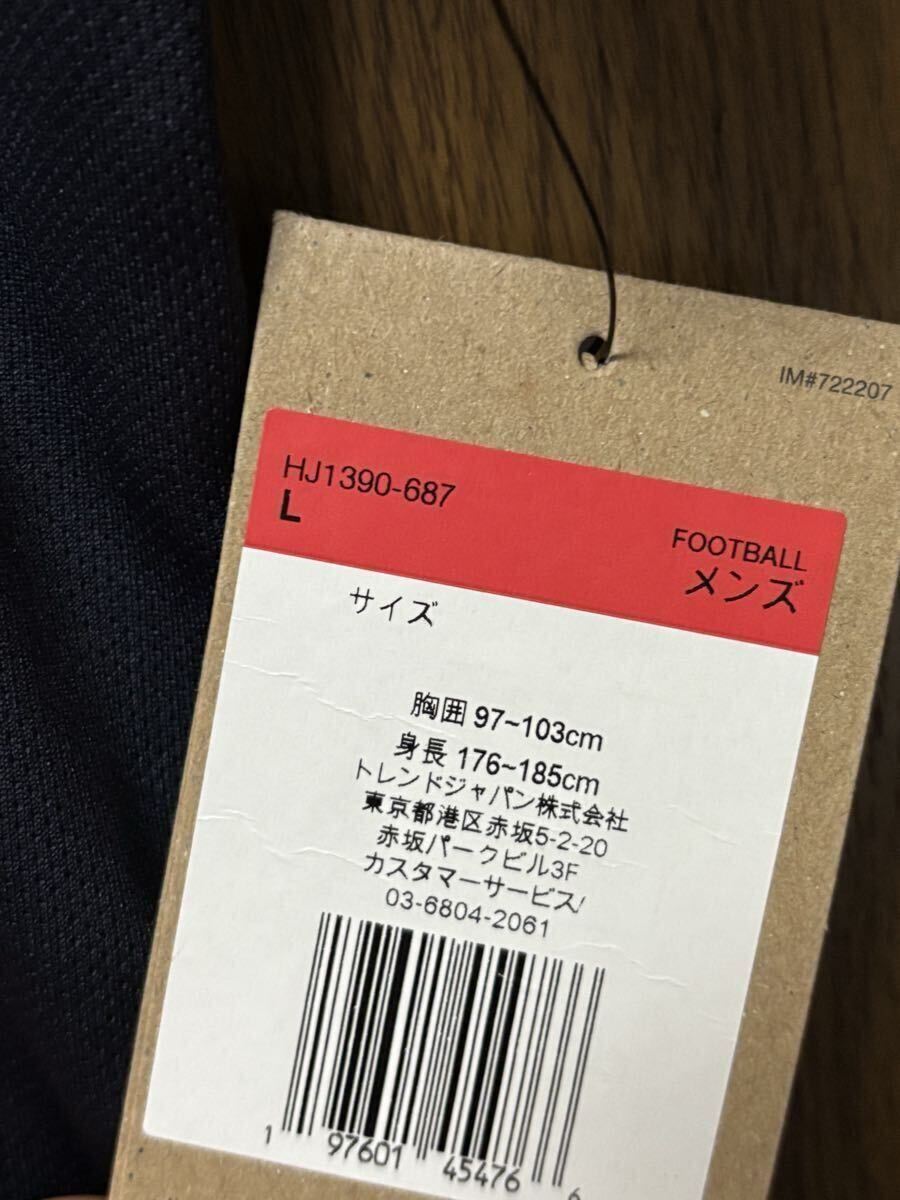 IM#722207
HJ1390-687
L
FOOTBALL
メンズ
サイズ
胸囲 97~103cm
身長 176~185cm
トレンドジャパン株式会社
東京都港区赤坂5-2-20
赤坂パークビル3F
カスタマーサービス/
03-6804-2061
1 97601 45476 6